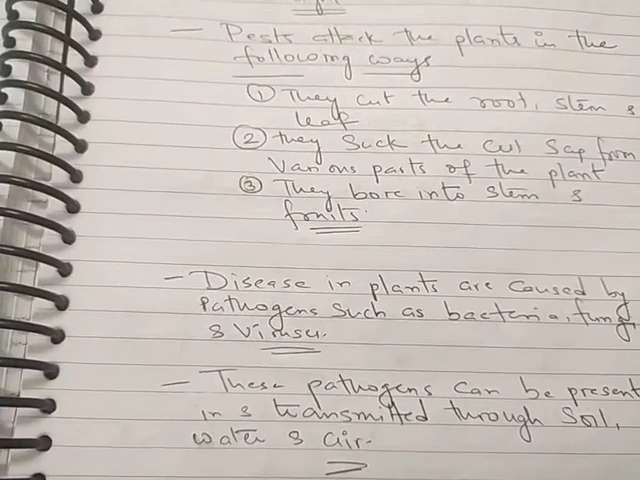 — Pests attack the plants in the
following ways
① They cut the root, stem &
leaf
② They suck the cell sap from
various parts of the plant
③ They bore into stem &
fruits.
— Disease in plants are caused by
pathogens such as bacteria, fungi,
& viruses.
— These pathogens can be present
in & transmitted through soil,
water & air.